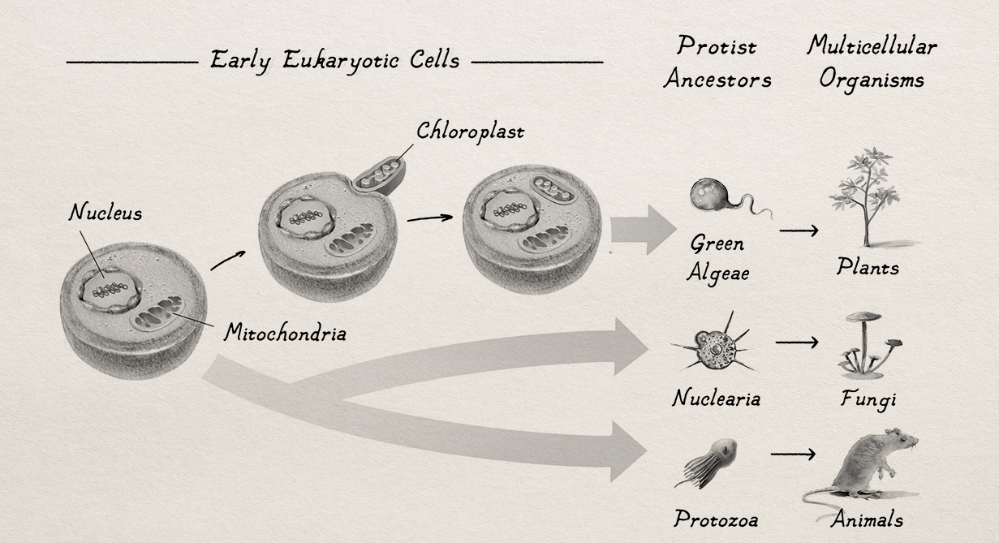 Early Eukaryotic Cells
Protist
Ancestors
Multicellular
Organisms
Chloroplast
Nucleus
Mitochondria
Green
Algeae
Plants
Nuclearia
Fungi
Protozoa
Animals